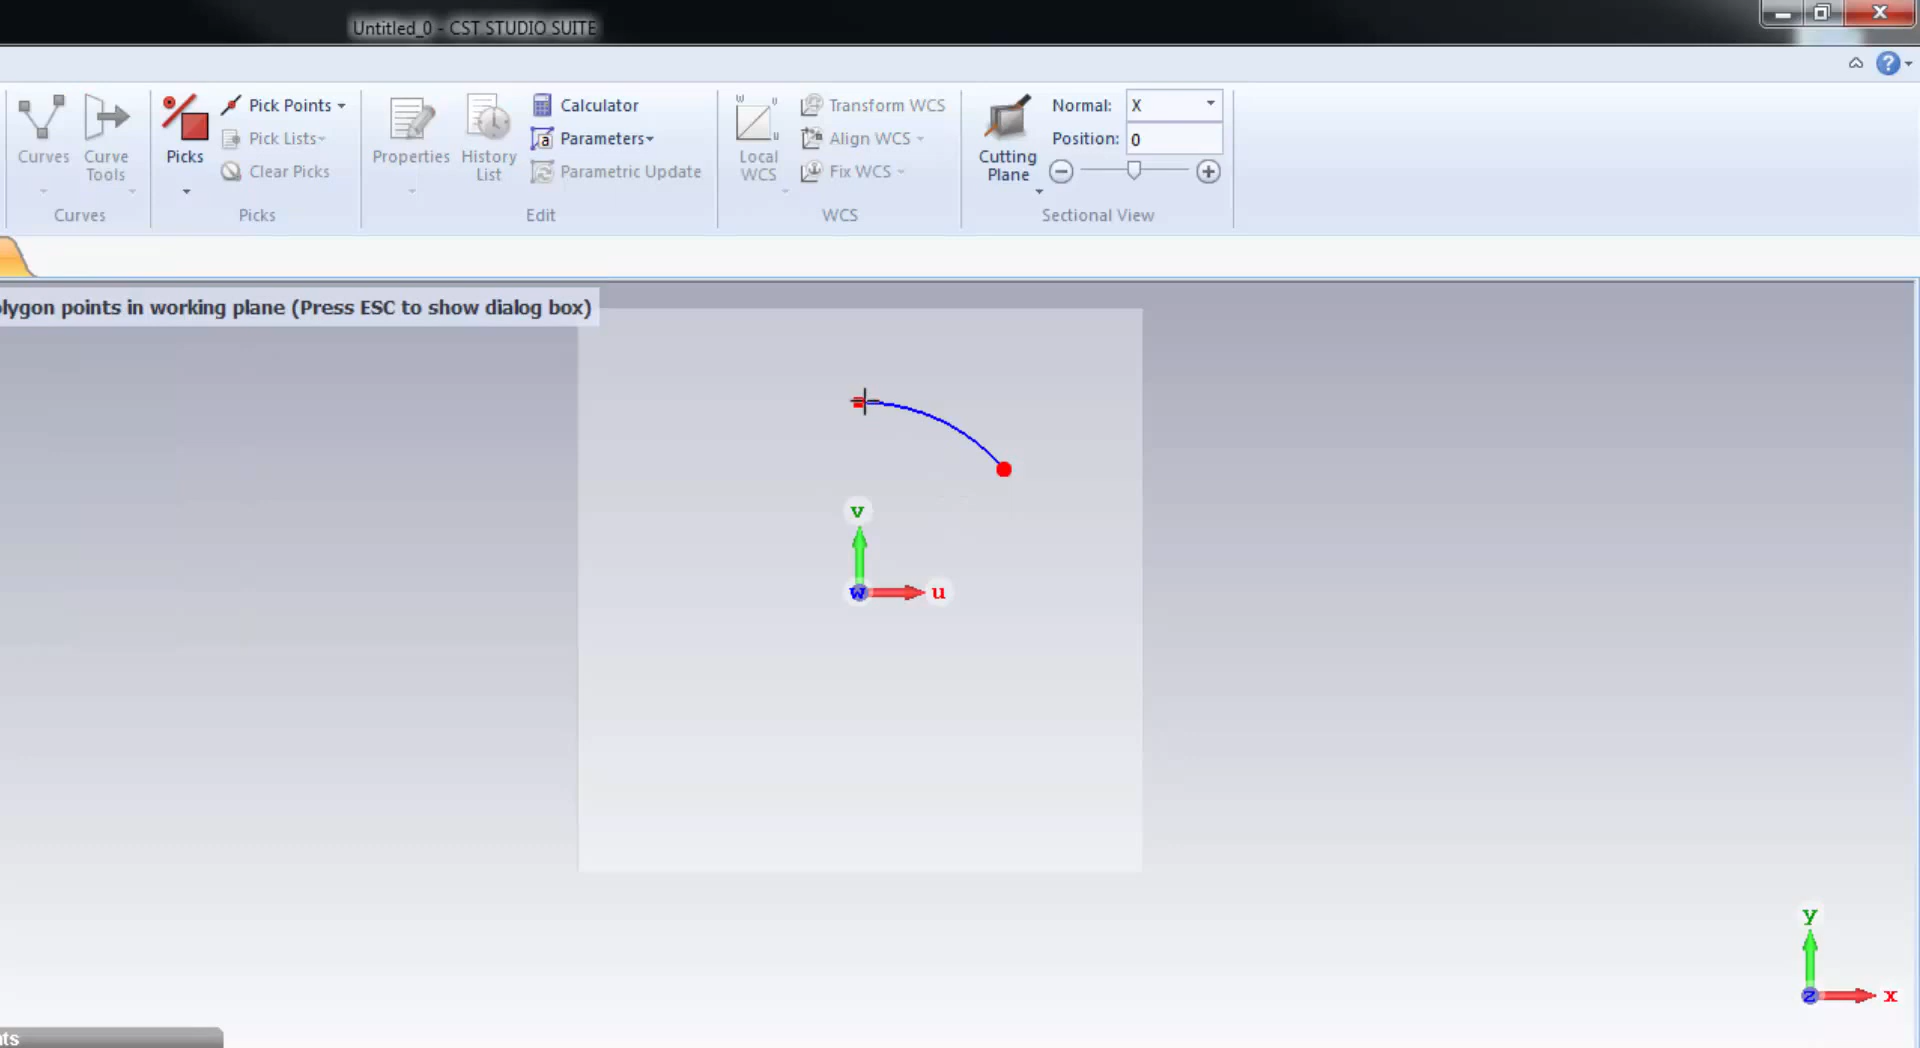 Untitled_0 - CST STUDIO SUITE
Curves
Curve Tools
Curves
Picks
Pick Points
Pick Lists
Clear Picks
Picks
Properties
History List
Calculator
Parameters
Parametric Update
Edit
Local WCS
Transform WCS
Align WCS
Fix WCS
WCS
Cutting Plane
Normal: X
Position: 0
Sectional View
olygon points in working plane (Press ESC to show dialog box)
v
w
u
y
z
x
nts